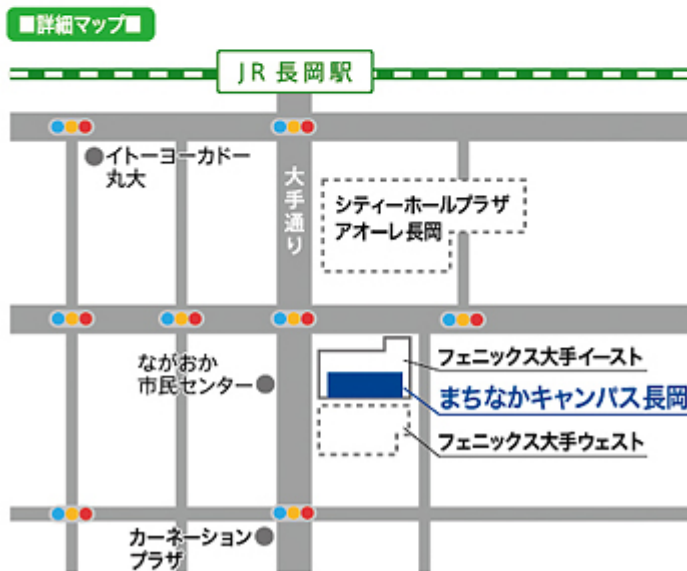 ■詳細マップ■
JR 長岡駅
イトーヨーカドー
丸大
大手通り
シティーホールプラザ
アオーレ長岡
ながおか
市民センター
フェニックス大手イースト
まちなかキャンパス長岡
フェニックス大手ウェスト
カーネーション
プラザ